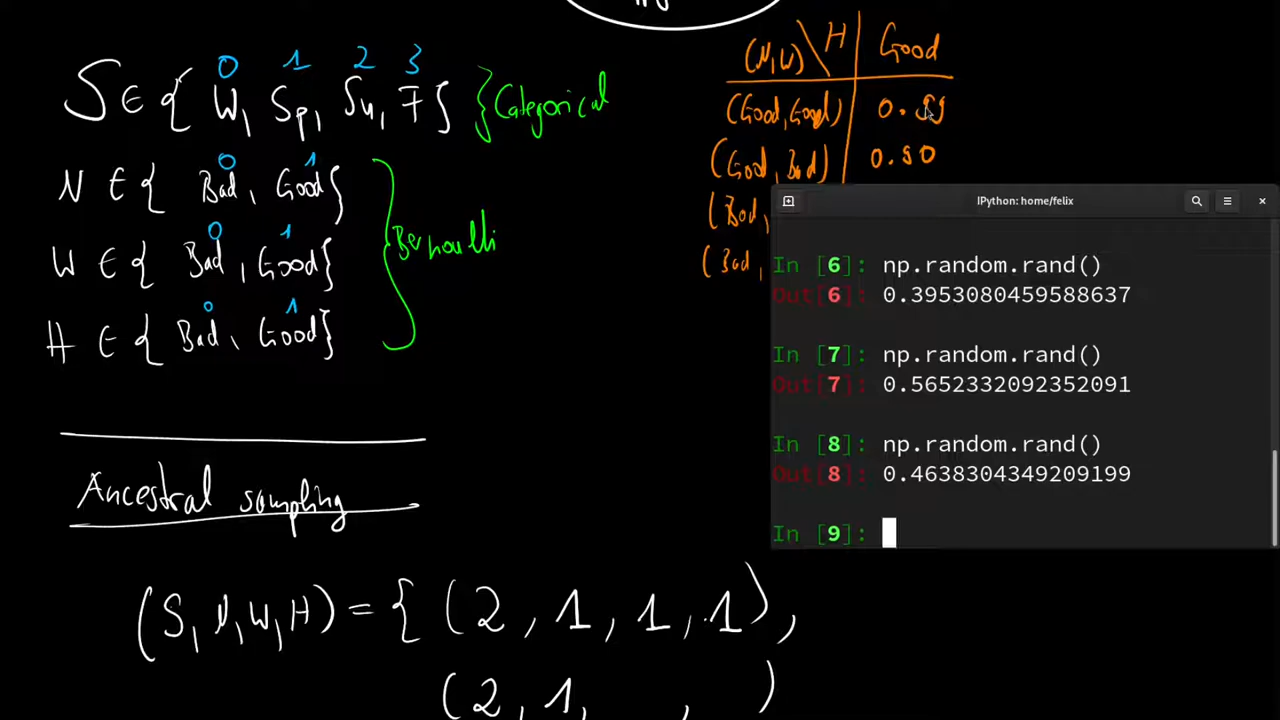 0 1 2 3
S ∈ { W, Sp, Su, F } } Categorical
0 1
N ∈ { Bad, Good }
0 1
W ∈ { Bad, Good } } Bernoulli
0 1
H ∈ { Bad, Good }
(N,W) \ H Good
(Good, Good)
(Good, Bad) 0.50
(Bad,
(Bad,
IPython: home/felix
In [6]: np.random.rand()
Out[6]: 0.3953080459588637
In [7]: np.random.rand()
Out[7]: 0.5652332092352091
In [8]: np.random.rand()
Out[8]: 0.4638304349209199
In [9]:
Ancestral sampling
(S, N, W, H) = { (2, 1, 1, 1),
(2, 1, , )